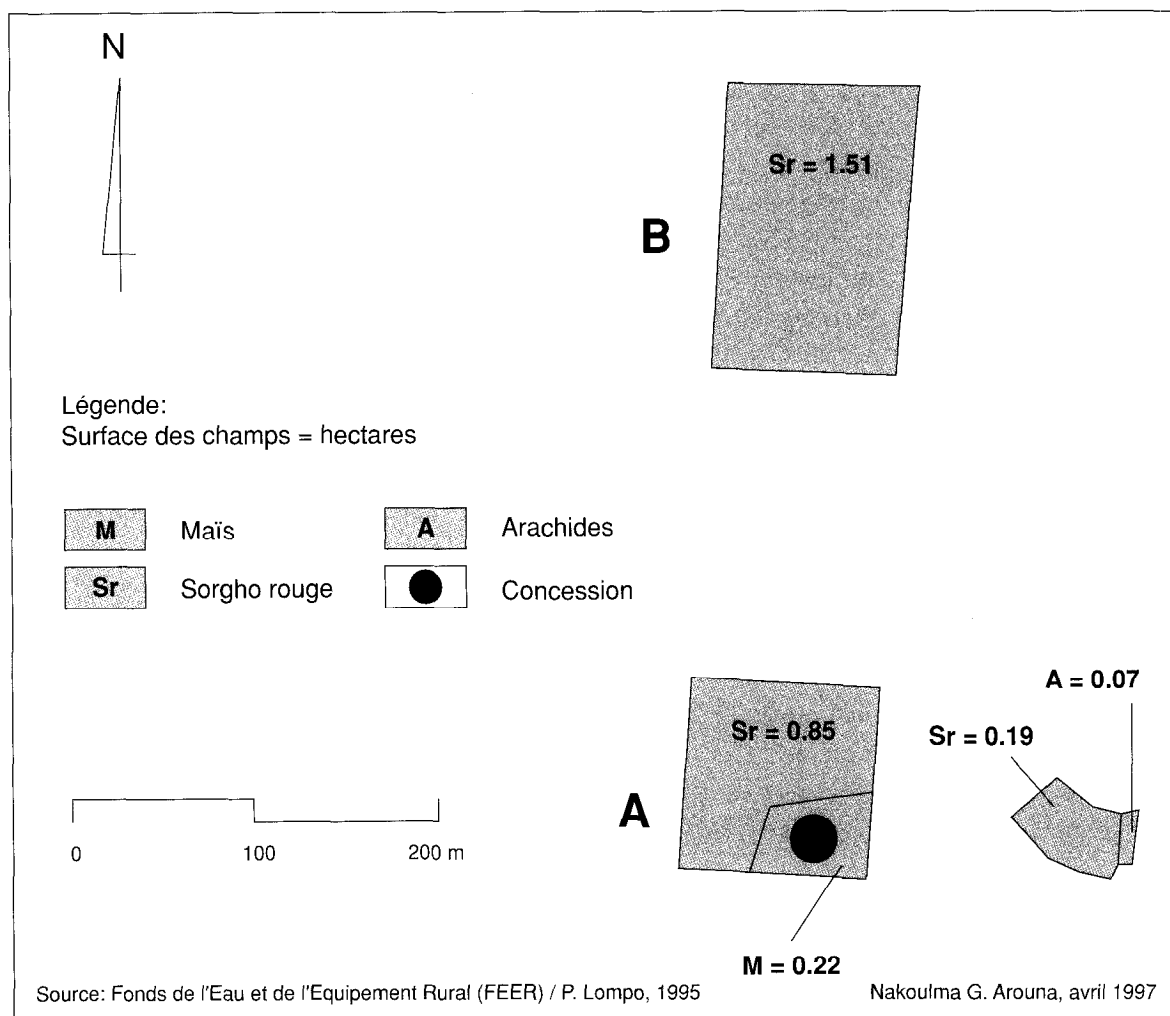 N
Sr = 1.51
B
Légende:
Surface des champs = hectares
M Maïs
A Arachides
Sr Sorgho rouge
Concession
A = 0.07
Sr = 0.85
Sr = 0.19
A
0 100 200 m
M = 0.22
Source: Fonds de l'Eau et de l'Equipement Rural (FEER) / P. Lompo, 1995
Nakoulma G. Arouna, avril 1997